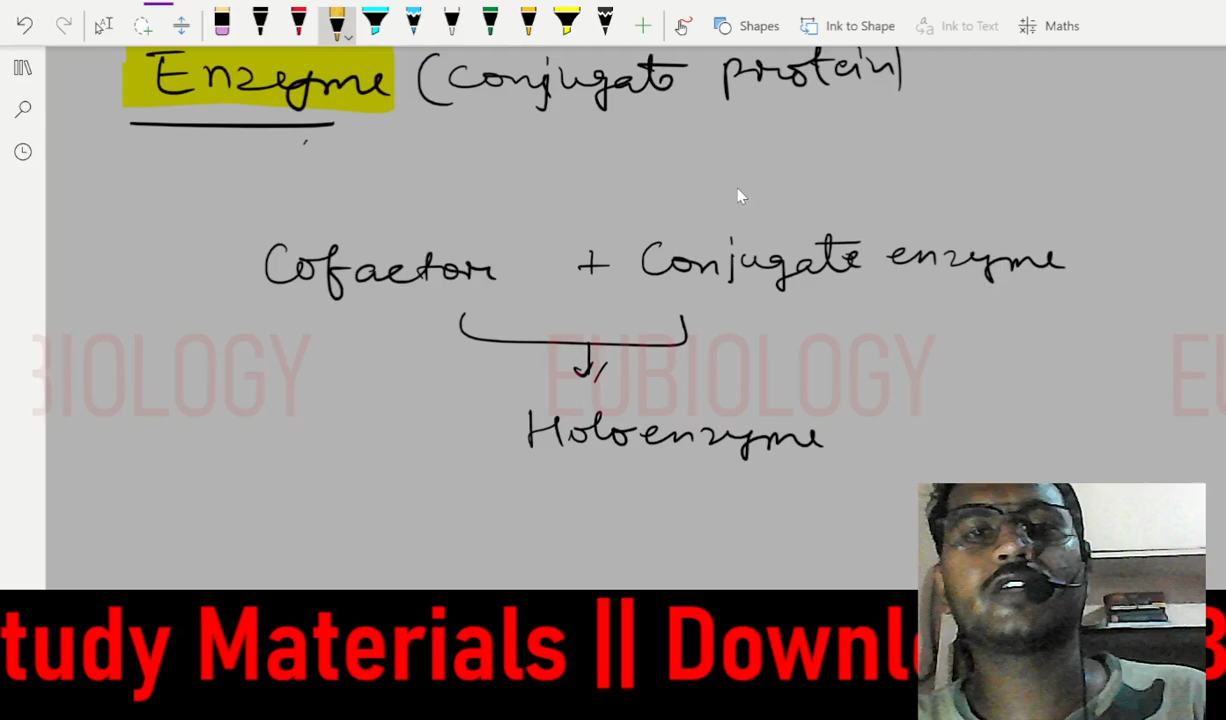 Shapes Ink to Shape Ink to Text Maths
Enzyme (Conjugate protein)
Cofactor + Conjugate enzyme
BIOLOGY EUBIOLOGY EU
Holoenzyme
tudy Materials || Downl